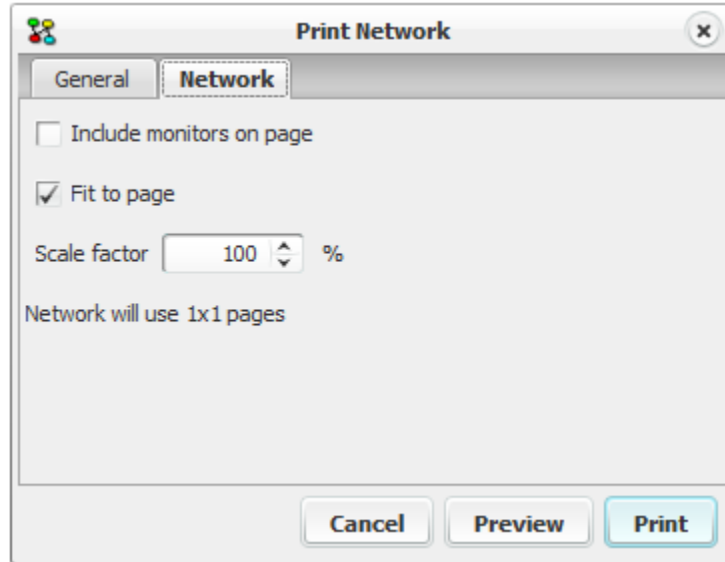 Print Network
General Network
Include monitors on page
Fit to page
Scale factor 100 %
Network will use 1x1 pages
Cancel Preview Print